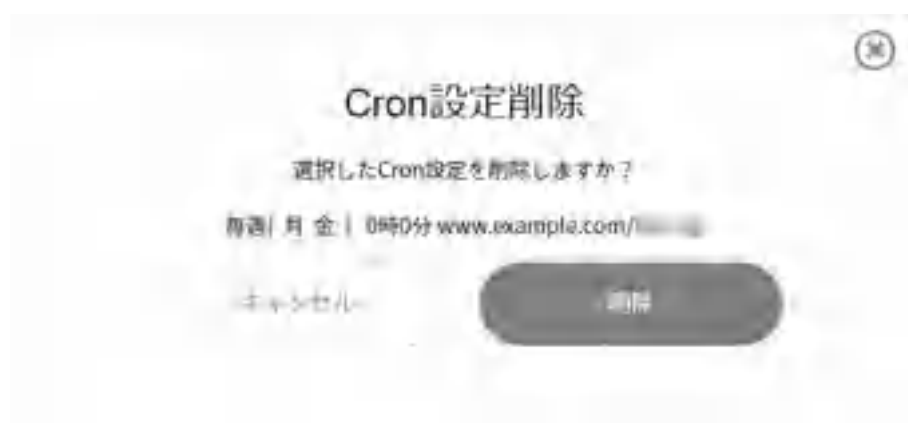 Cron設定削除
選択したCron設定を削除しますか？
毎週| 月 金 | 0時0分 www.example.com/
キャンセル
削除